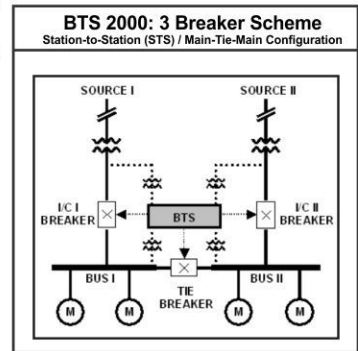 BTS 2000: 3 Breaker Scheme
Station-to-Station (STS) / Main-Tie-Main Configuration
SOURCE I
SOURCE II
I/C I
BREAKER
BTS
I/C II
BREAKER
BUS I
BUS II
TIE
BREAKER
M
M
M
M